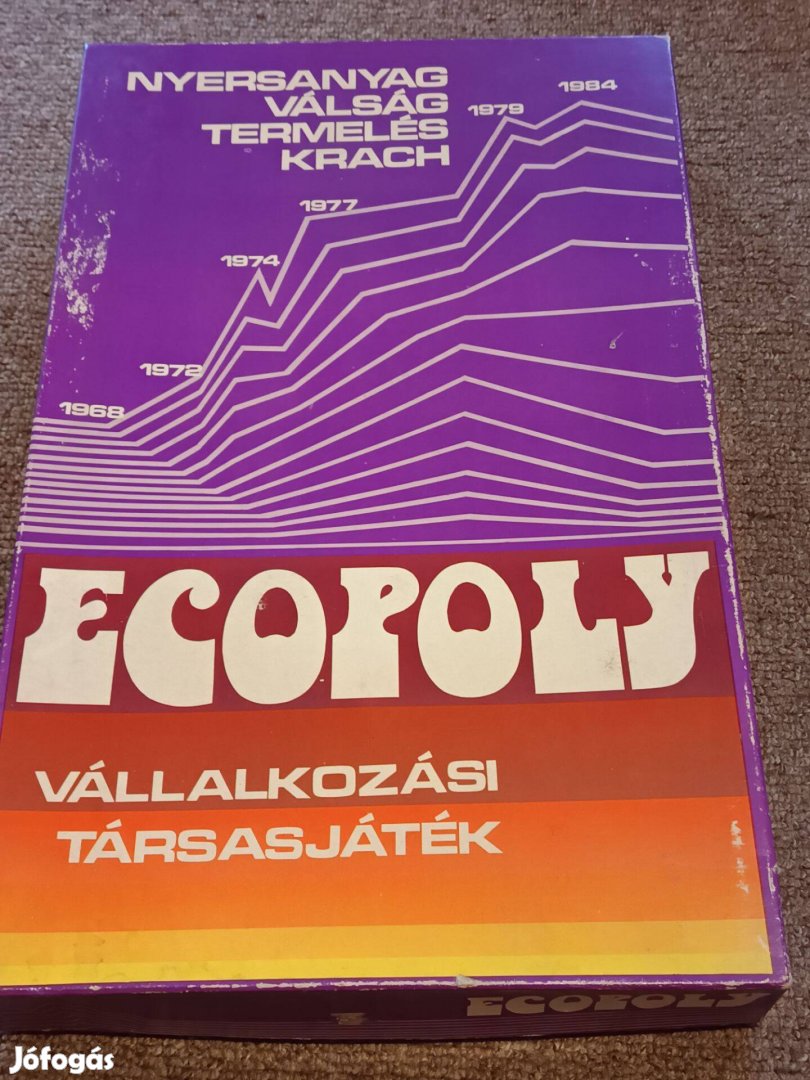 NYERSANYAG
VÁLSÁG
TERMELÉS
KRACH
1984
1979
1977
1974
1972
1968
ECOPOLY
VÁLLALKOZÁSI
TÁRSASJÁTÉK
ECOPOLY
Jófogás